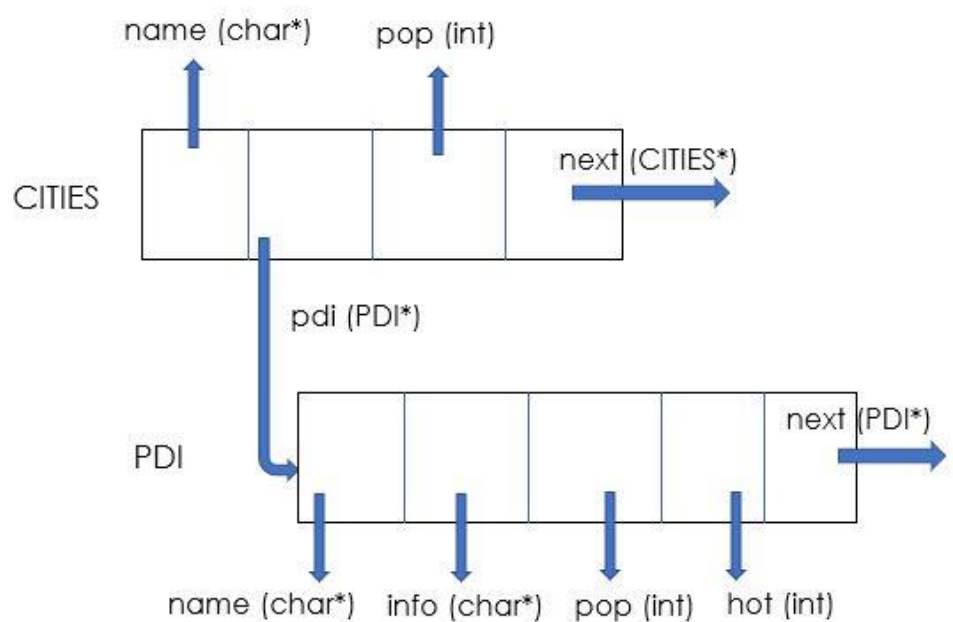 name (char*)
pop (int)
next (CITIES*)
CITIES
pdi (PDI*)
next (PDI*)
PDI
name (char*)
info (char*)
pop (int)
hot (int)